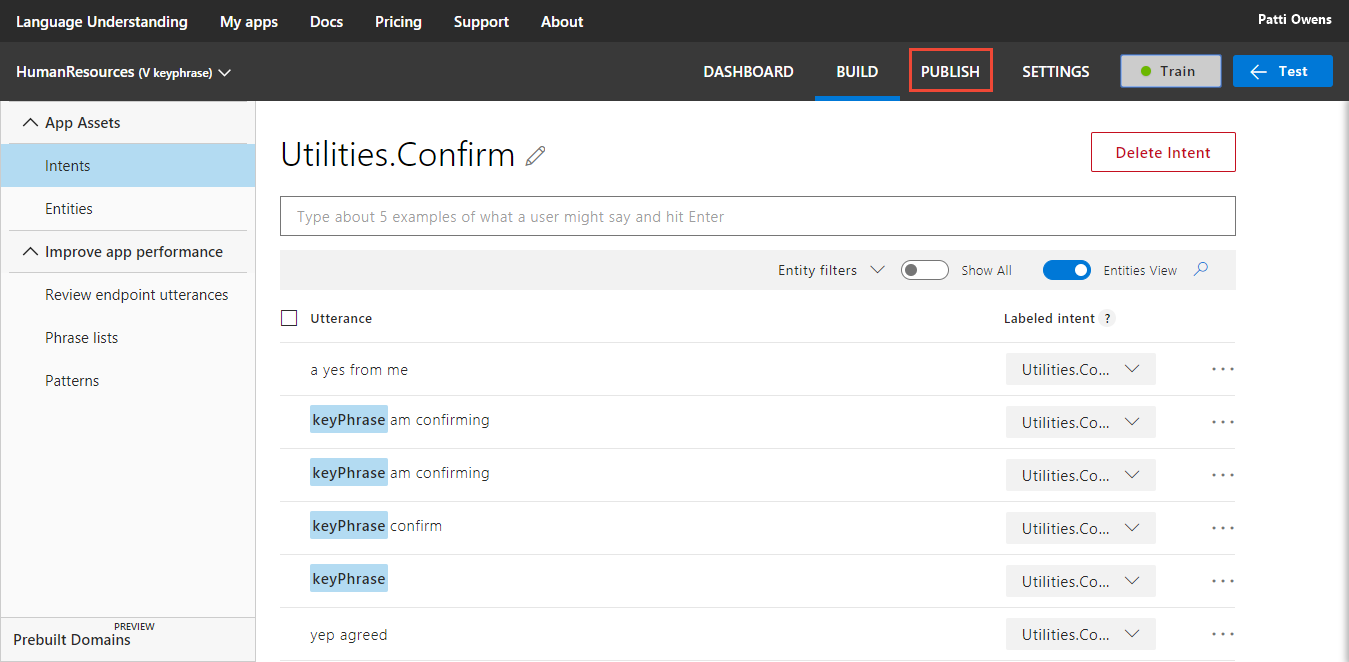 Language Understanding My apps Docs Pricing Support About Patti Owens
HumanResources (V keyphrase) DASHBOARD BUILD PUBLISH SETTINGS Train Test
App Assets
Intents
Entities
Improve app performance
Review endpoint utterances
Phrase lists
Patterns
PREVIEW
Prebuilt Domains
Utilities.Confirm
Delete Intent
Type about 5 examples of what a user might say and hit Enter
Entity filters Show All Entities View
Utterance Labeled intent ?
a yes from me Utilities.Co... ...
keyPhrase am confirming Utilities.Co... ...
keyPhrase am confirming Utilities.Co... ...
keyPhrase confirm Utilities.Co... ...
keyPhrase Utilities.Co... ...
yep agreed Utilities.Co... ...